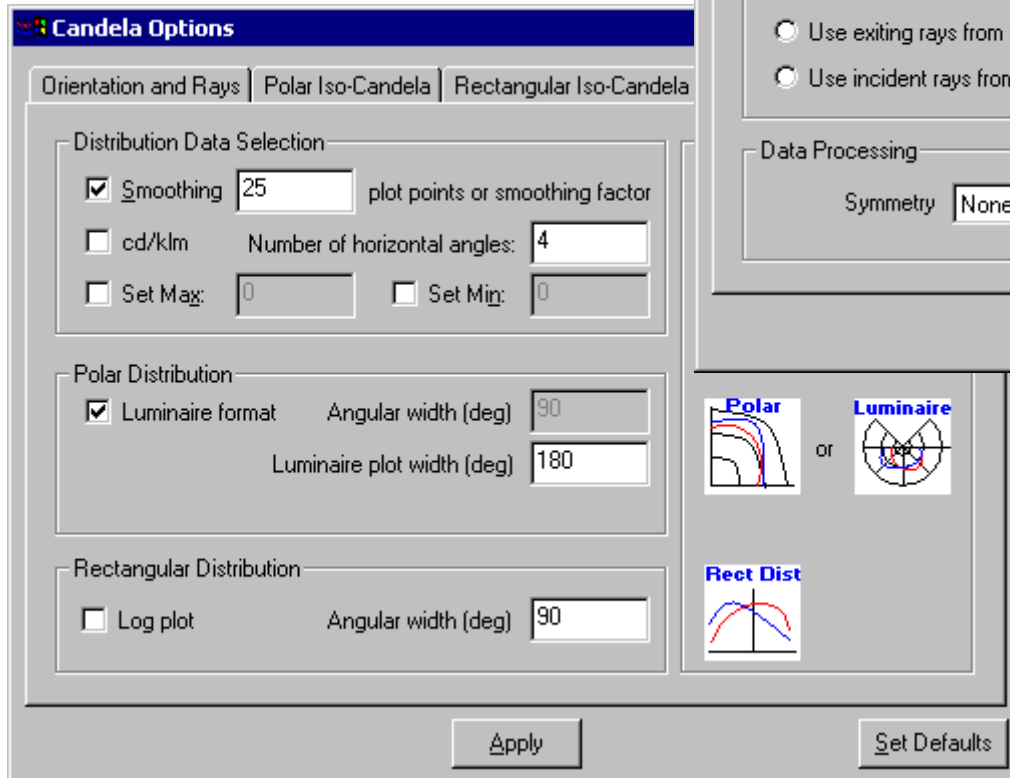 Candela Options
Orientation and Rays
Polar Iso-Candela
Rectangular Iso-Candela
Distribution Data Selection
Smoothing 25 plot points or smoothing factor
cd/klm Number of horizontal angles: 4
Set Max: 0 Set Min: 0
Polar Distribution
Luminaire format Angular width (deg) 90
Luminaire plot width (deg) 180
Rectangular Distribution
Log plot Angular width (deg) 90
Use exiting rays from
Use incident rays from
Data Processing
Symmetry None
Polar
or
Luminaire
Rect Dist
Apply
Set Defaults